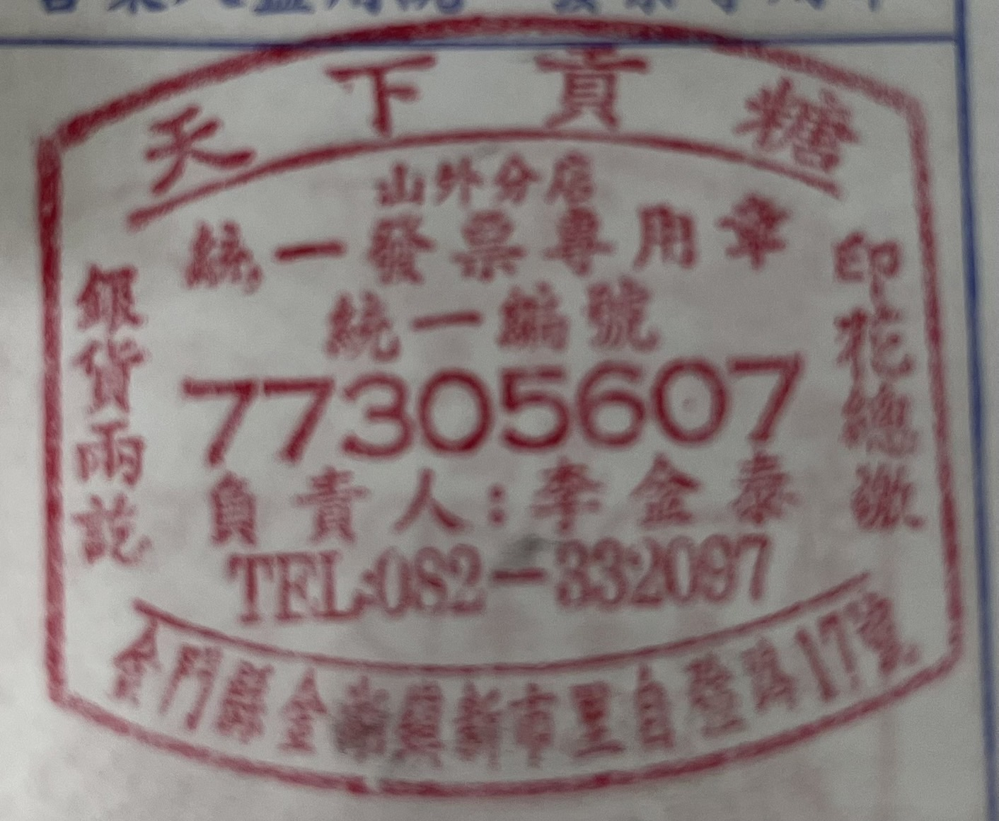 天下貢糖
山外分店
統一發票專用章
統一編號
77305607
負責人:李金泰
TEL:082-332097
銀貨兩訖
印花總繳
金門縣金湖鎮新市里自強路17號